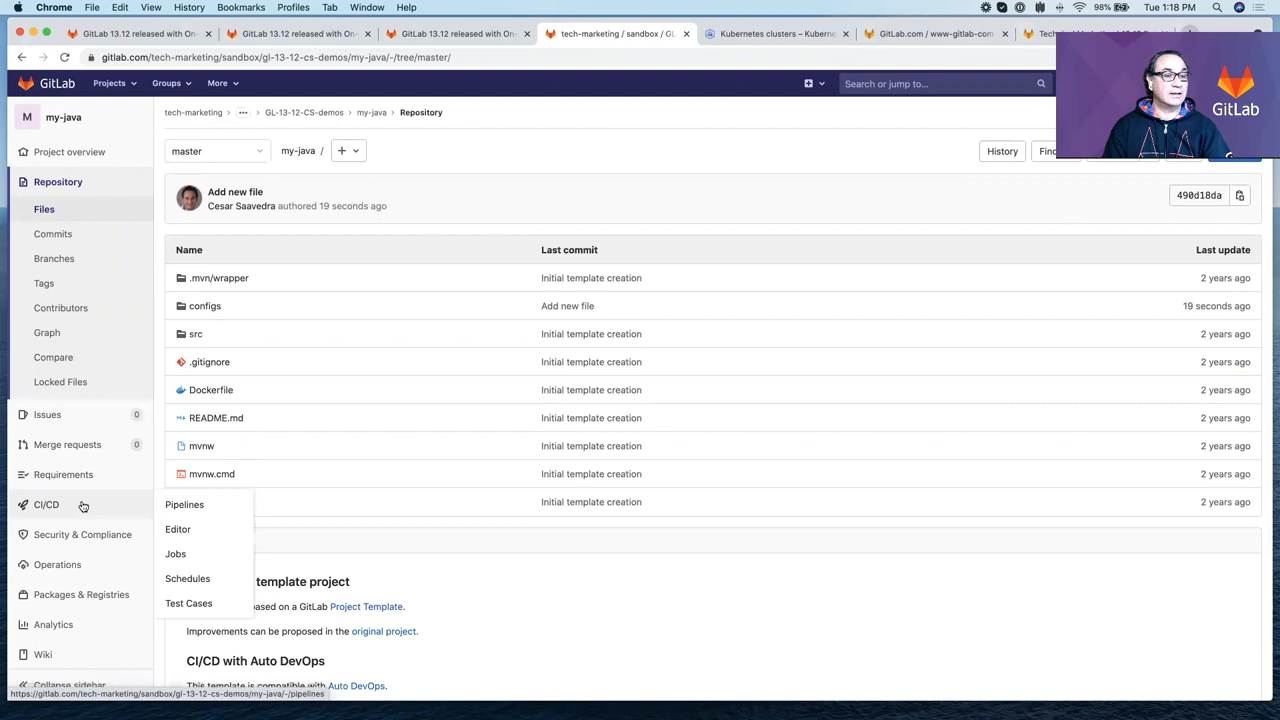 Chrome File Edit View History Bookmarks Profiles Tab Window Help 98% Tue 1:18 PM
GitLab 13.12 released with On- × GitLab 13.12 released with On- × GitLab 13.12 released with On- × tech-marketing / sandbox / GL × Kubernetes clusters – Kuberne × GitLab.com / www-gitlab-com ×
gitlab.com/tech-marketing/sandbox/gl-13-12-cs-demos/my-java/-/tree/master/
GitLab Projects Groups More Search or jump to...
GitLab
M my-java
tech-marketing ... GL-13-12-CS-demos my-java Repository
Project overview
master my-java / + History
Repository
Files
Commits
Branches
Tags
Contributors
Graph
Compare
Locked Files
Issues 0
Merge requests 0
Requirements
CI/CD
Security & Compliance
Operations
Packages & Registries
Analytics
Wiki
Collapse sidebar
Add new file
Cesar Saavedra authored 19 seconds ago
490d18da
Name Last commit Last update
.mvn/wrapper Initial template creation 2 years ago
configs Add new file 19 seconds ago
src Initial template creation 2 years ago
.gitignore Initial template creation 2 years ago
Dockerfile Initial template creation 2 years ago
README.md Initial template creation 2 years ago
mvnw Initial template creation 2 years ago
mvnw.cmd Initial template creation 2 years ago
Initial template creation 2 years ago
Pipelines
Editor
Jobs
Schedules
Test Cases
template project
based on a GitLab Project Template.
Improvements can be proposed in the original project.
CI/CD with Auto DevOps
This template is compatible with Auto DevOps.
https://gitlab.com/tech-marketing/sandbox/gl-13-12-cs-demos/my-java/-/pipelines